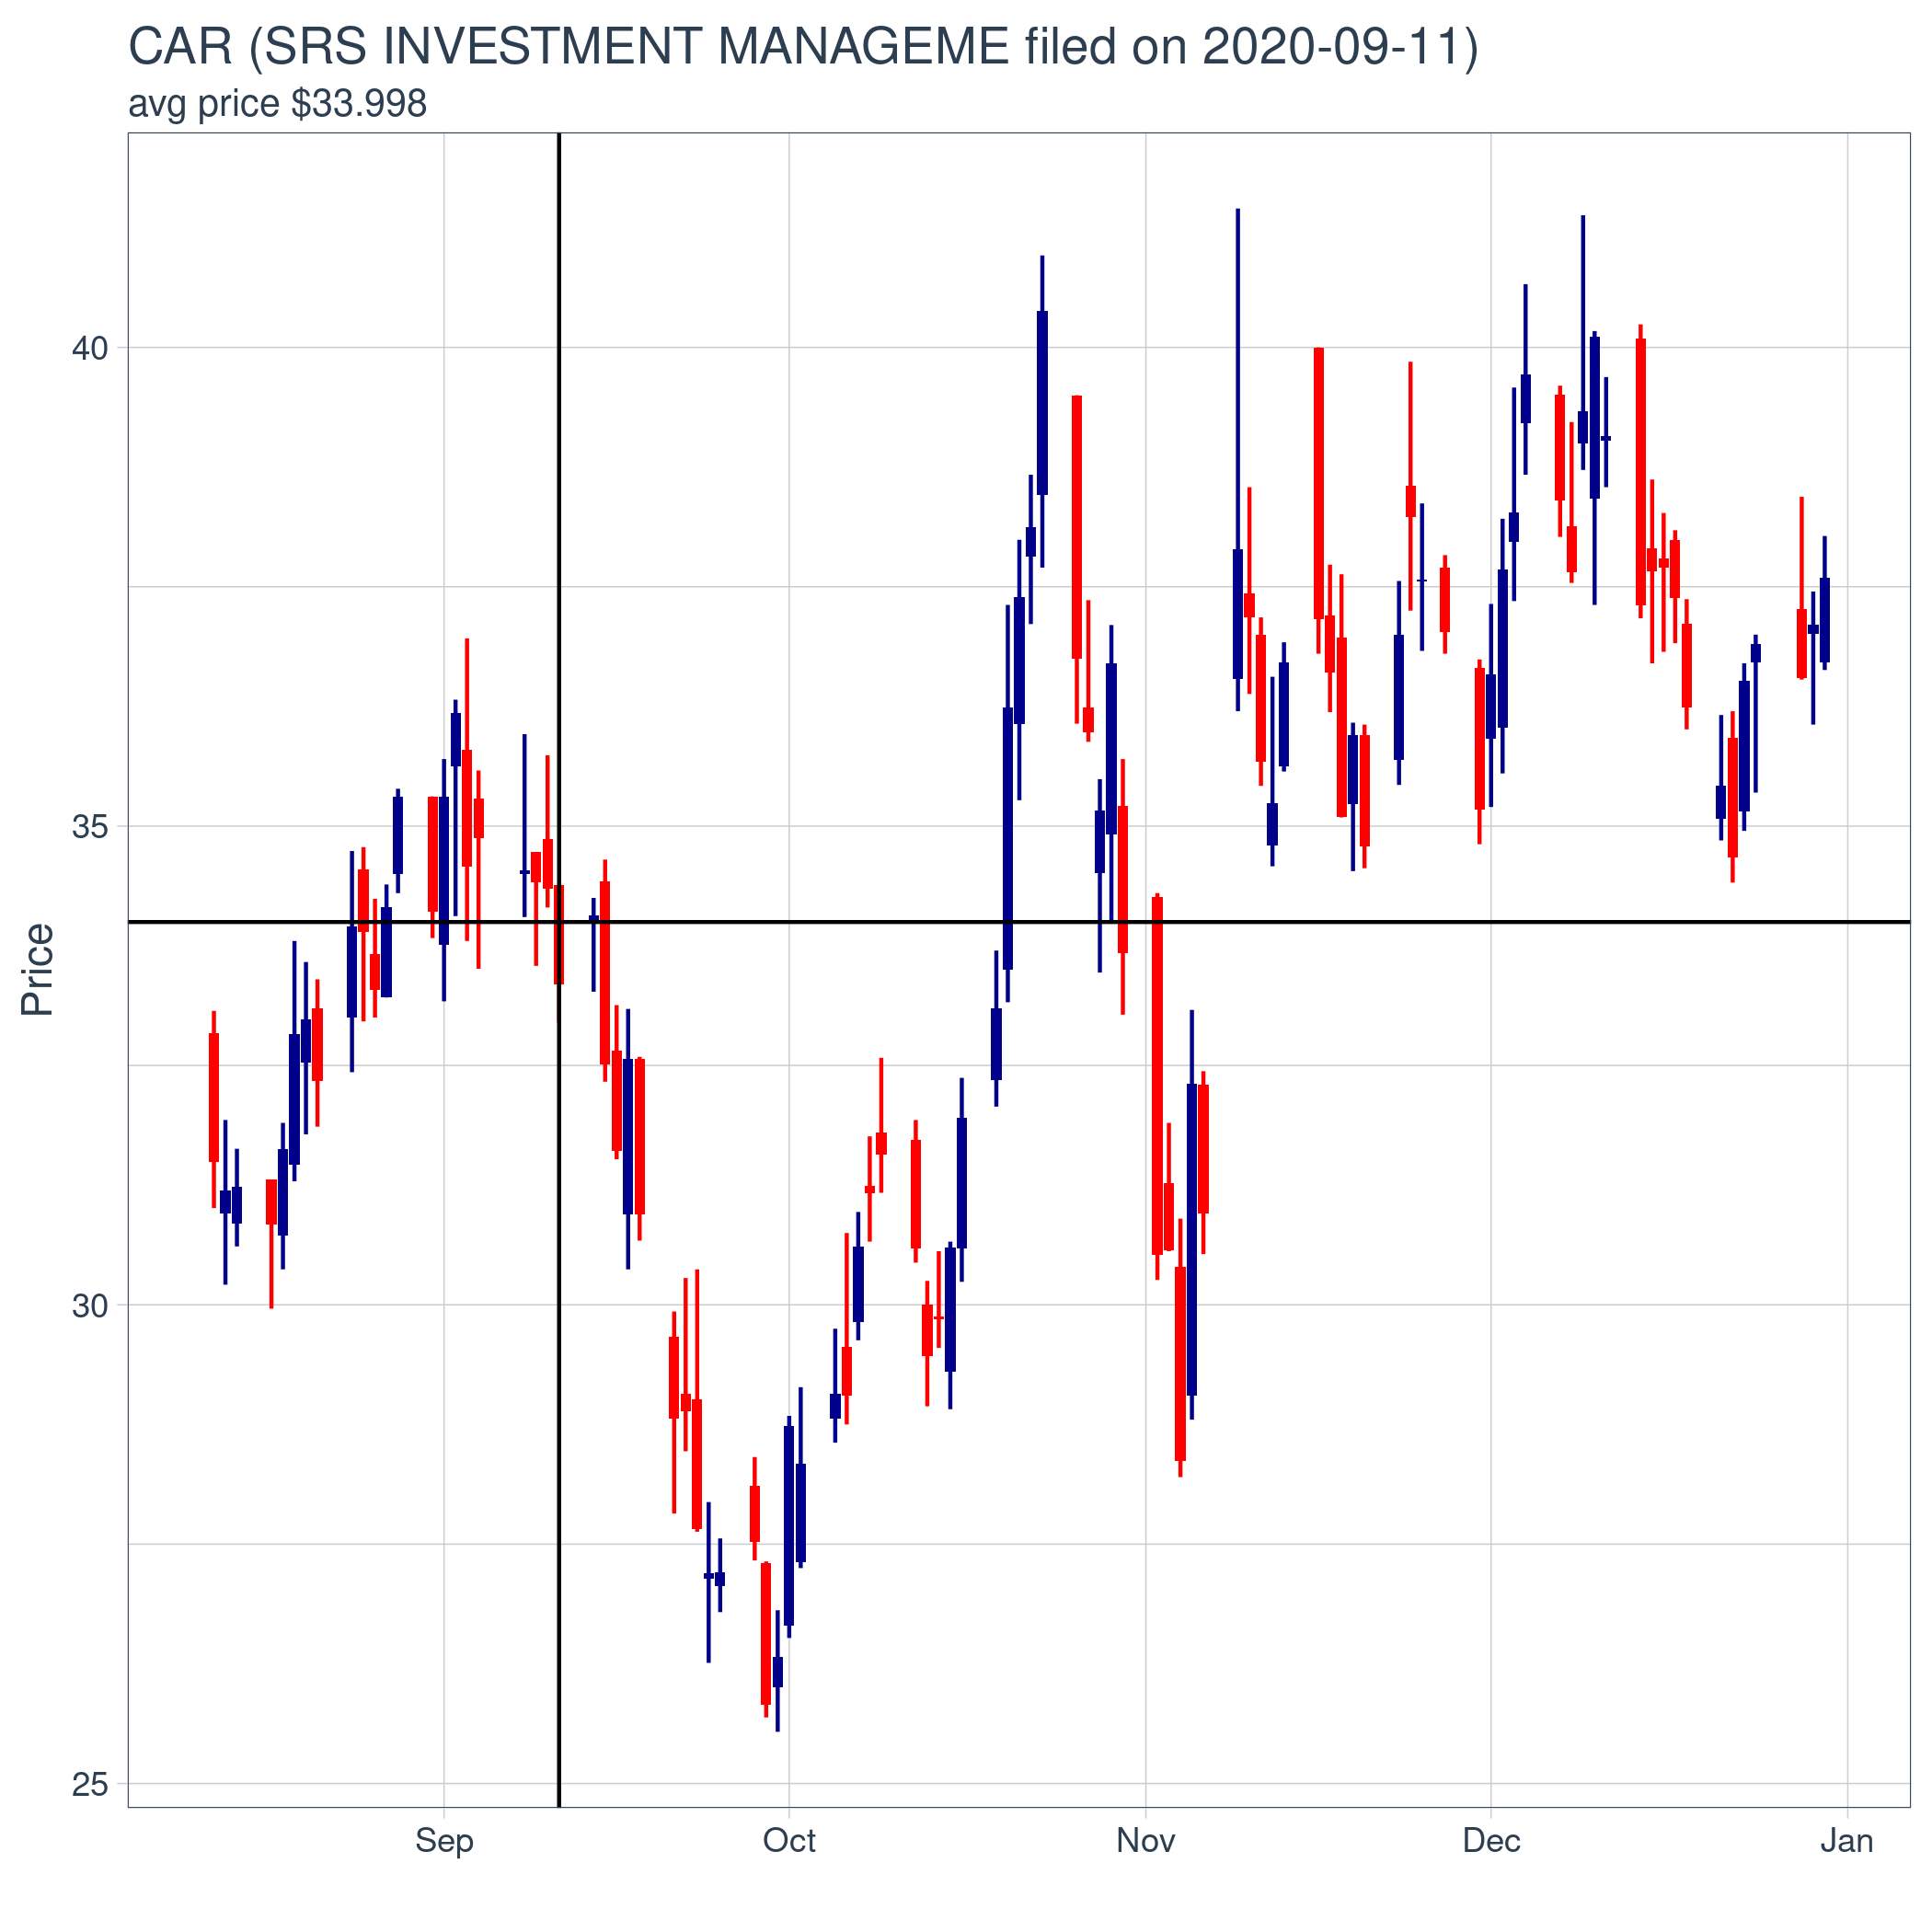 CAR (SRS INVESTMENT MANAGEME filed on 2020-09-11)
avg price $33.998
Price
40
35
30
25
Sep
Oct
Nov
Dec
Jan